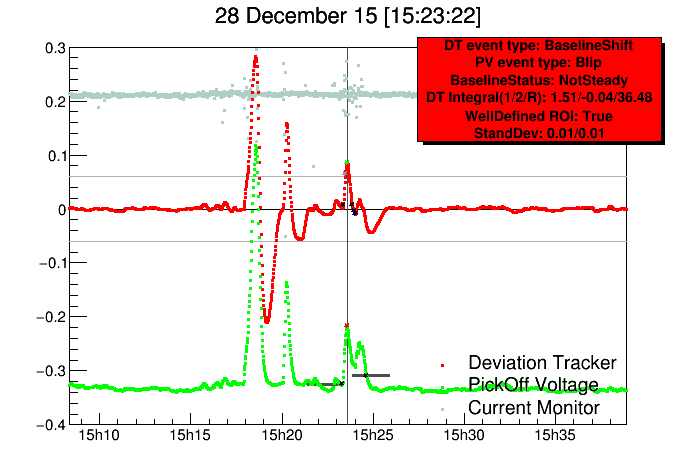 28 December 15 [15:23:22]
DT event type: BaselineShift
PV event type: Blip
BaselineStatus: NotSteady
DT Integral(1/2/R): 1.51/-0.04/36.48
WellDefined ROI: True
StandDev: 0.01/0.01
0.3
0.2
0.1
0
−0.1
−0.2
−0.3
−0.4
Deviation Tracker
PickOff Voltage
Current Monitor
15h10 15h15 15h20 15h25 15h30 15h35